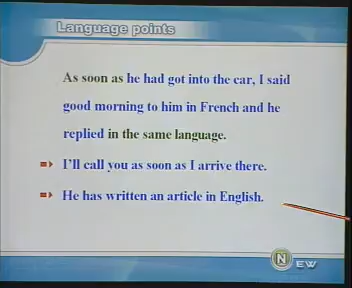 Language points
As soon as he had got into the car, I said
good morning to him in French and he
replied in the same language.
I'll call you as soon as I arrive there.
He has written an article in English.
N EW